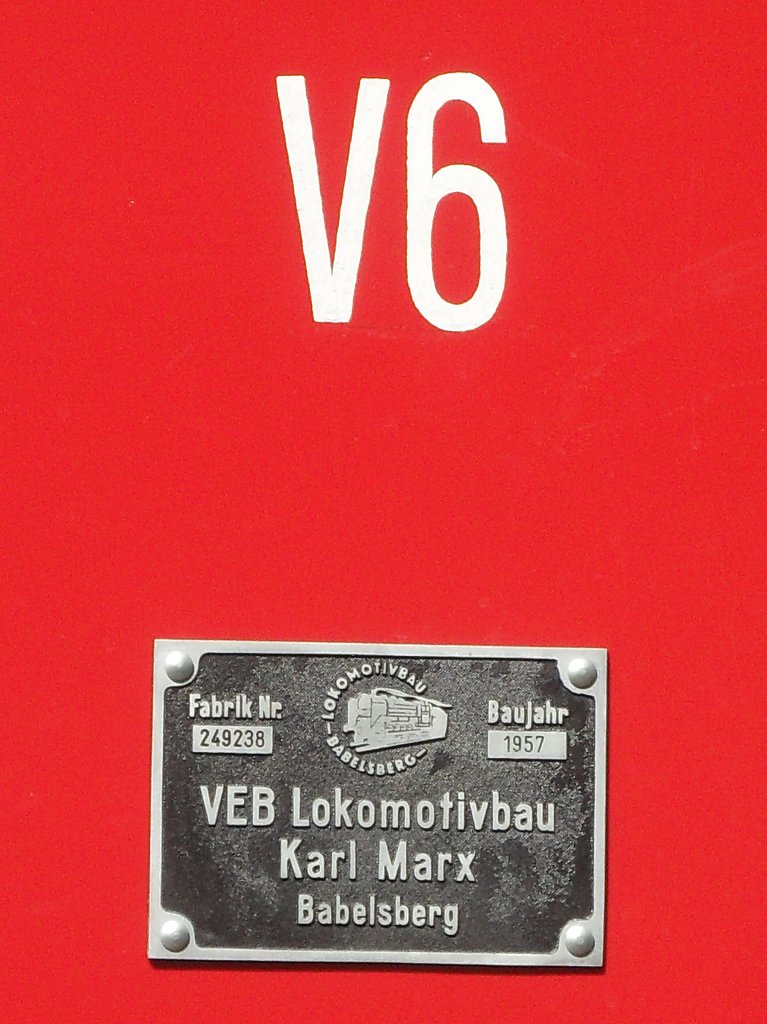 V6
LOKOMOTIVBAU
BABELSBERG
Fabrik Nr.
249238
Baujahr
1957
VEB Lokomotivbau
Karl Marx
Babelsberg